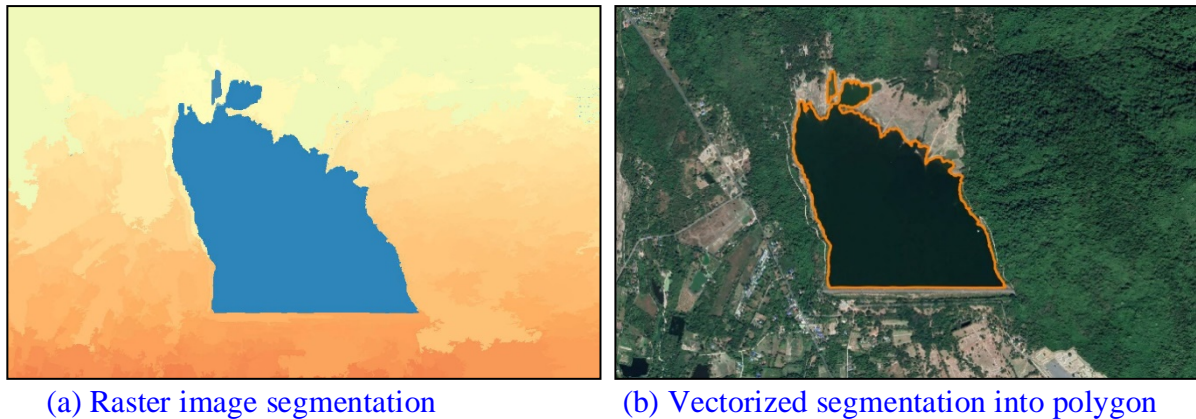 (a) Raster image segmentation
(b) Vectorized segmentation into polygon